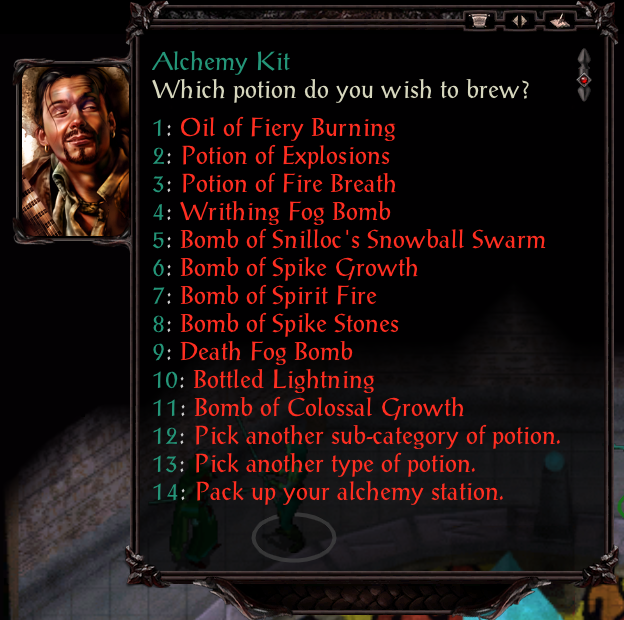 Alchemy Kit
Which potion do you wish to brew?
1: Oil of Fiery Burning
2: Potion of Explosions
3: Potion of Fire Breath
4: Writhing Fog Bomb
5: Bomb of Snilloc's Snowball Swarm
6: Bomb of Spike Growth
7: Bomb of Spirit Fire
8: Bomb of Spike Stones
9: Death Fog Bomb
10: Bottled Lightning
11: Bomb of Colossal Growth
12: Pick another sub-category of potion.
13: Pick another type of potion.
14: Pack up your alchemy station.